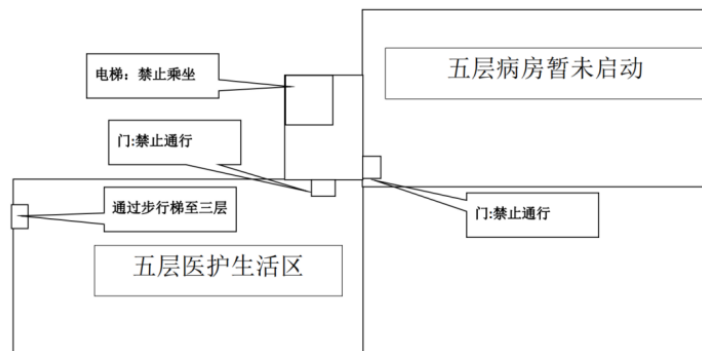 五层病房暂未启动
电梯：禁止乘坐
门:禁止通行
门:禁止通行
通过步行梯至三层
五层医护生活区